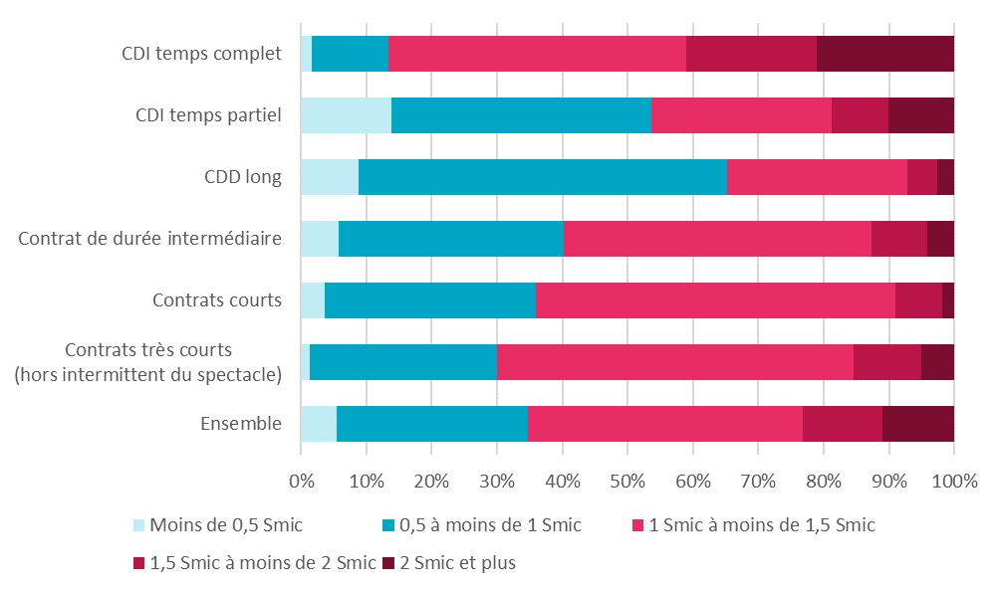 CDI temps complet
CDI temps partiel
CDD long
Contrat de durée intermédiaire
Contrats courts
Contrats très courts
(hors intermittent du spectacle)
Ensemble
0% 10% 20% 30% 40% 50% 60% 70% 80% 90% 100%
Moins de 0,5 Smic 0,5 à moins de 1 Smic 1 Smic à moins de 1,5 Smic
1,5 Smic à moins de 2 Smic 2 Smic et plus